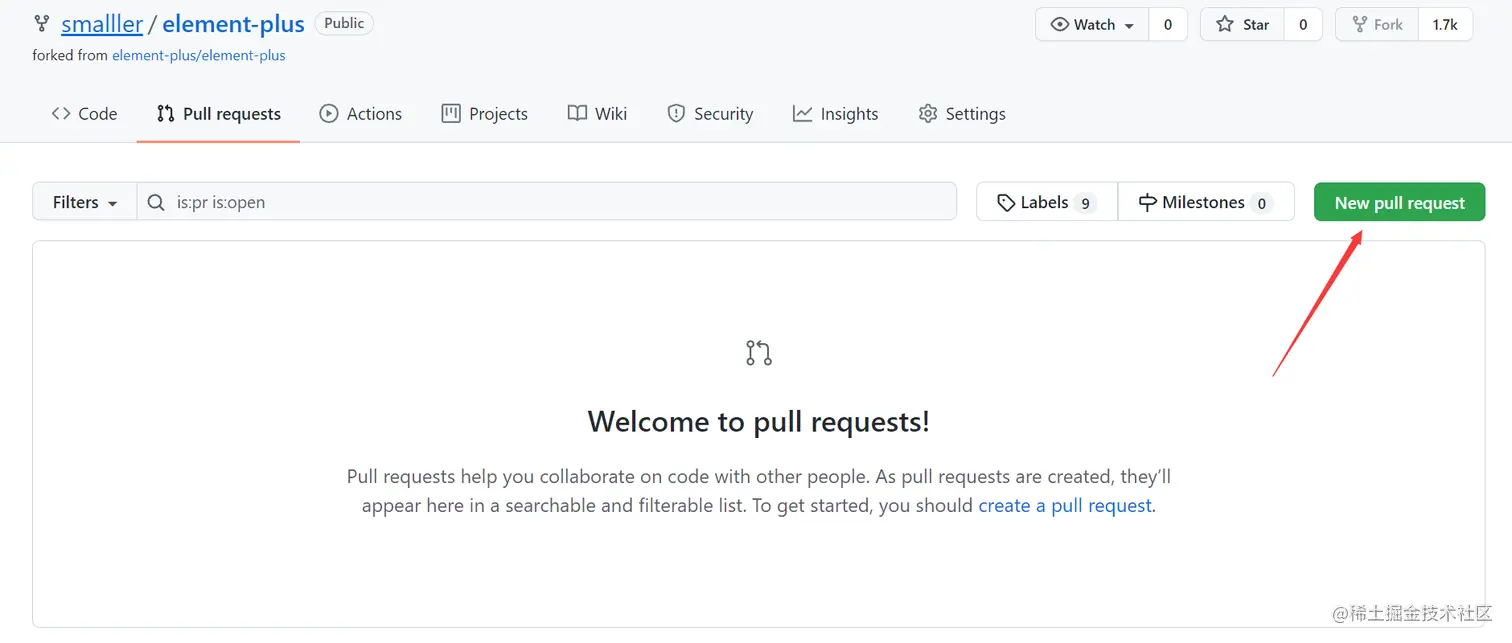 smalller / element-plus Public Watch 0 Star 0 Fork 1.7k
forked from element-plus/element-plus
Code Pull requests Actions Projects Wiki Security Insights Settings
Filters is:pr is:open Labels 9 Milestones 0 New pull request
Welcome to pull requests!
Pull requests help you collaborate on code with other people. As pull requests are created, they’ll
appear here in a searchable and filterable list. To get started, you should create a pull request.
@稀土掘金技术社区